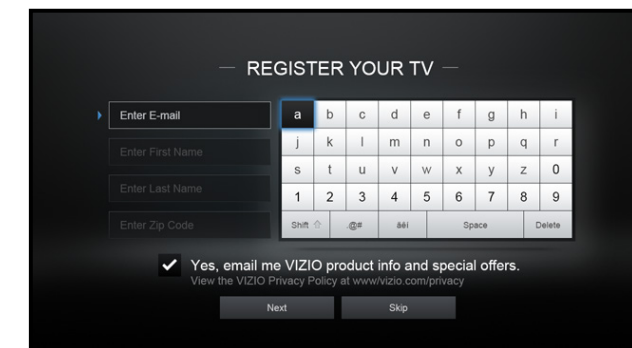 REGISTER YOUR TV
Enter E-mail
Enter First Name
Enter Last Name
Enter Zip Code
a b c d e f g h i
j k l m n o p q r
s t u v w x y z 0
1 2 3 4 5 6 7 8 9
Shift .@# äêì Space Delete
Yes, email me VIZIO product info and special offers.
View the VIZIO Privacy Policy at www/vizio.com/privacy
Next Skip